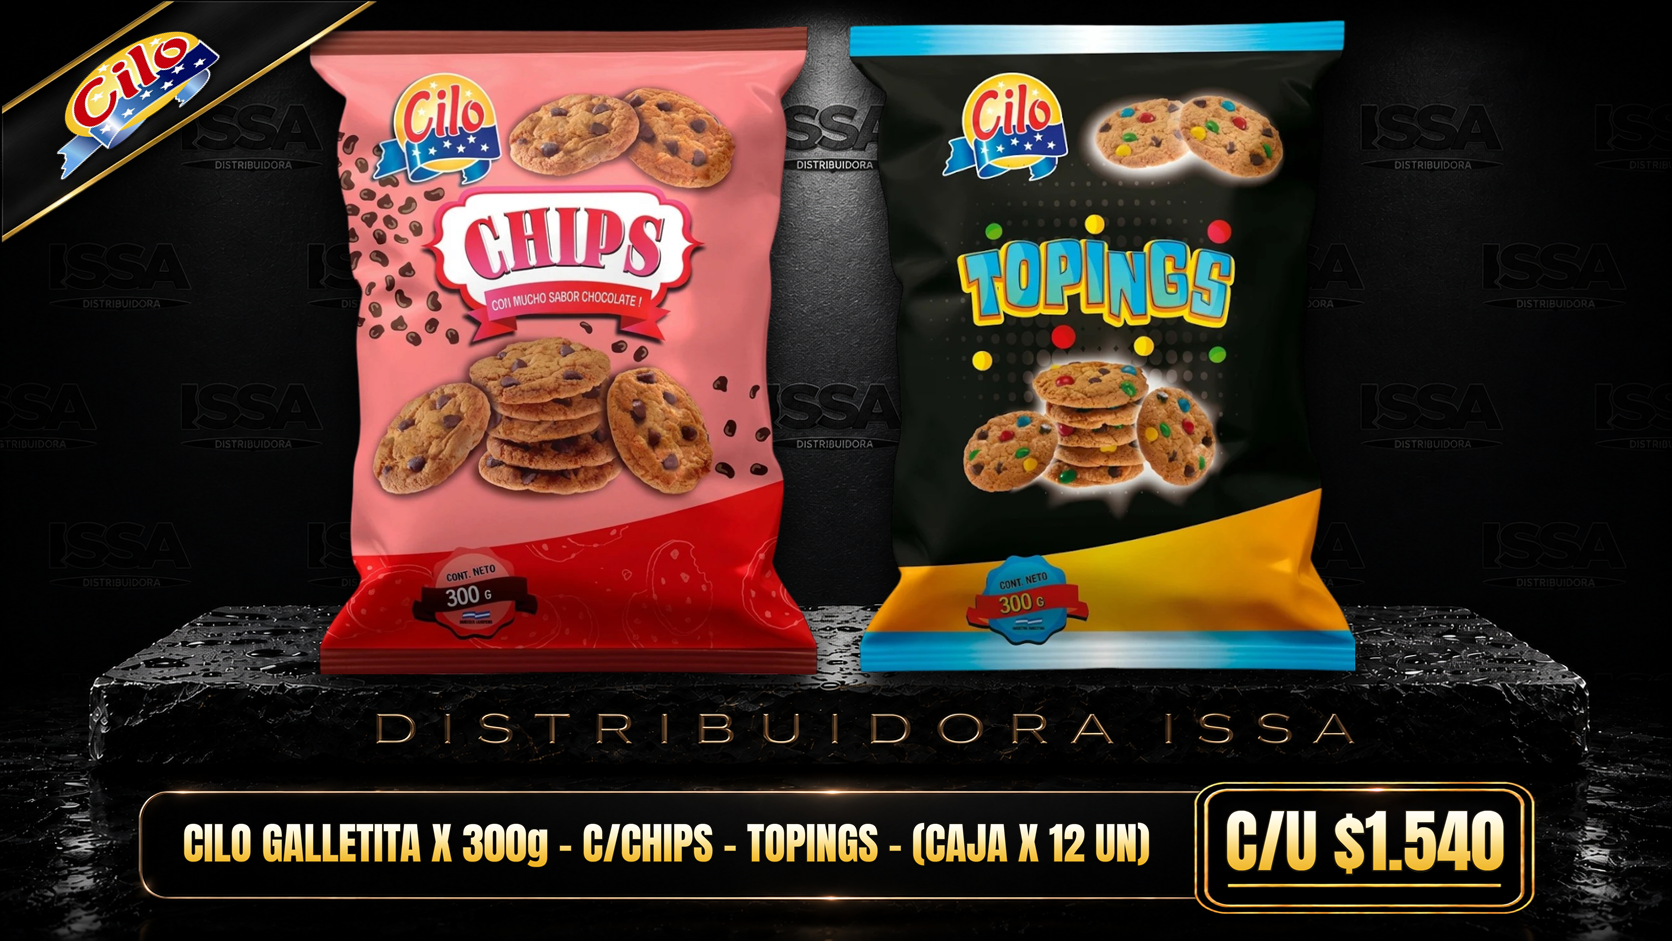 Cilo
Cilo
CHIPS
CON MUCHO SABOR CHOCOLATE !
CONT. NETO
300 G
Cilo
TOPINGS
CONT. NETO
300 G
ISSA
DISTRIBUIDORA
DISTRIBUIDORA ISSA
CILO GALLETITA X 300g - C/CHIPS - TOPINGS - (CAJA X 12 UN)
C/U $1.540